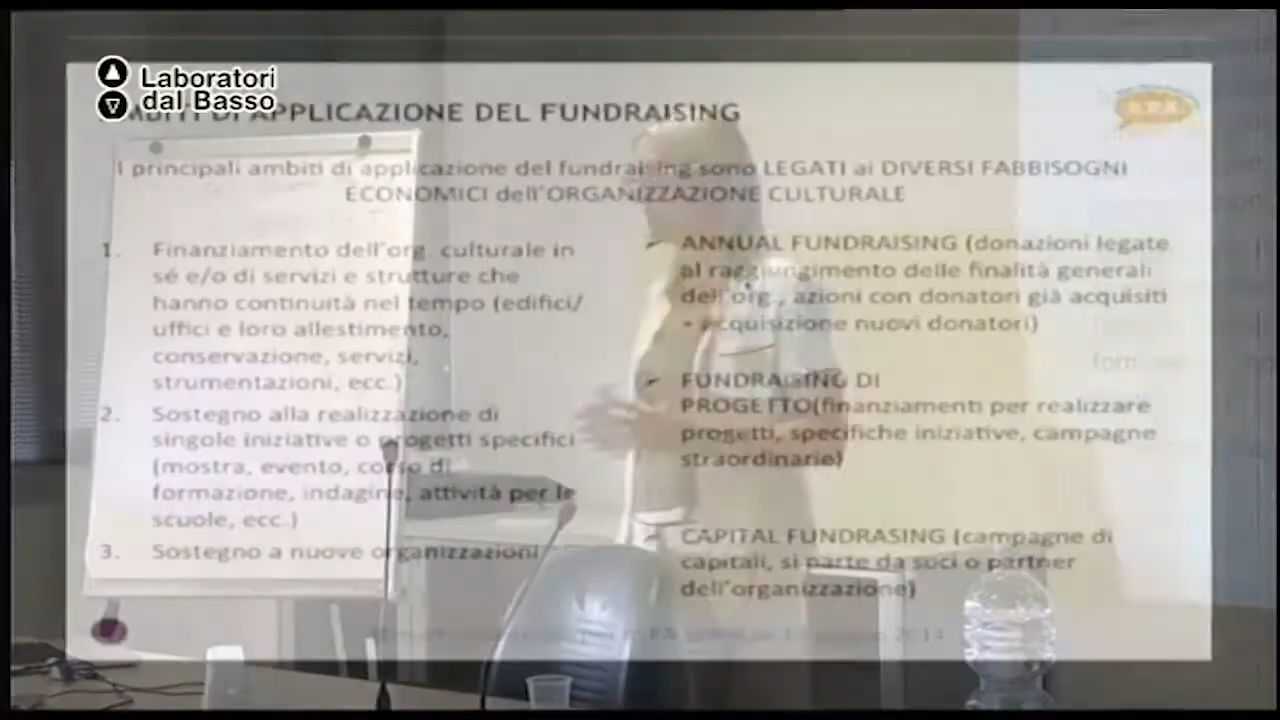 Laboratori
dal Basso
AMBITI DI APPLICAZIONE DEL FUNDRAISING
I principali ambiti di applicazione del fundraising sono LEGATI ai DIVERSI FABBISOGNI
ECONOMICI dell'ORGANIZZAZIONE CULTURALE
1. Finanziamento dell'org. culturale in
sé e/o di servizi e strutture che
hanno continuità nel tempo (edifici/
uffici e loro allestimento,
conservazione, servizi,
strumentazioni, ecc.)
2. Sostegno alla realizzazione di
singole iniziative o progetti specifici
(mostra, evento, corso di
formazione, indagine, attività per le
scuole, ecc.)
3. Sostegno a nuove organizzazioni
ANNUAL FUNDRAISING (donazioni legate
al raggiungimento delle finalità generali
dell'org., azioni con donatori già acquisiti
+ acquisizione nuovi donatori)
FUNDRAISING DI
PROGETTO(finanziamenti per realizzare
progetti, specifiche iniziative, campagne
straordinarie)
CAPITAL FUNDRASING (campagne di
capitali, si parte da soci o partner
dell'organizzazione)